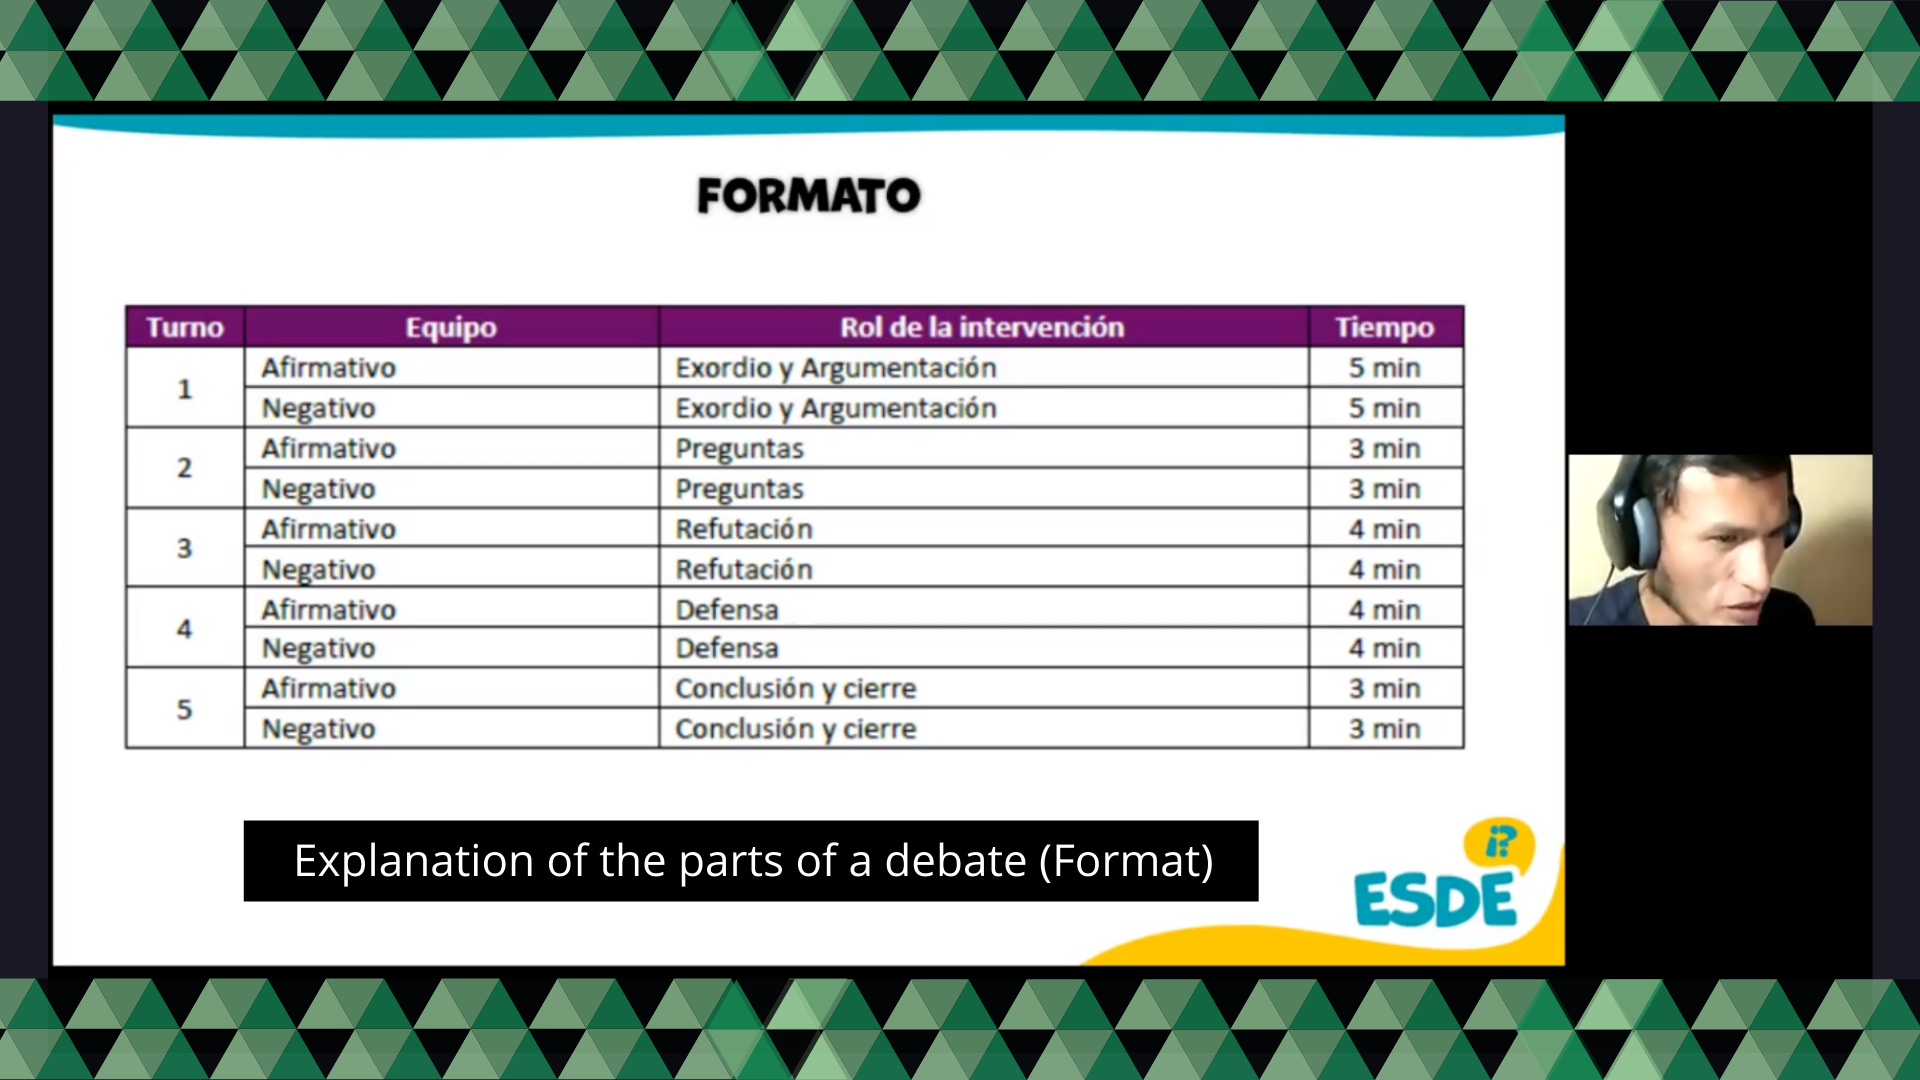 FORMATO
Turno Equipo Rol de la intervención Tiempo
1 Afirmativo Exordio y Argumentación 5 min
Negativo Exordio y Argumentación 5 min
2 Afirmativo Preguntas 3 min
Negativo Preguntas 3 min
3 Afirmativo Refutación 4 min
Negativo Refutación 4 min
4 Afirmativo Defensa 4 min
Negativo Defensa 4 min
5 Afirmativo Conclusión y cierre 3 min
Negativo Conclusión y cierre 3 min
Explanation of the parts of a debate (Format)
¡?
ESDE